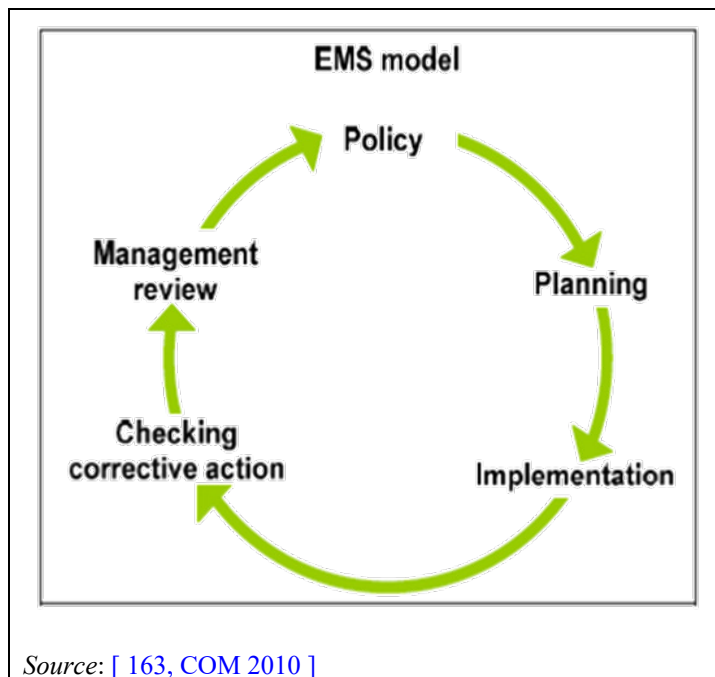 EMS model
Policy
Planning
Implementation
Checking
corrective action
Management
review
Source: [ 163, COM 2010 ]